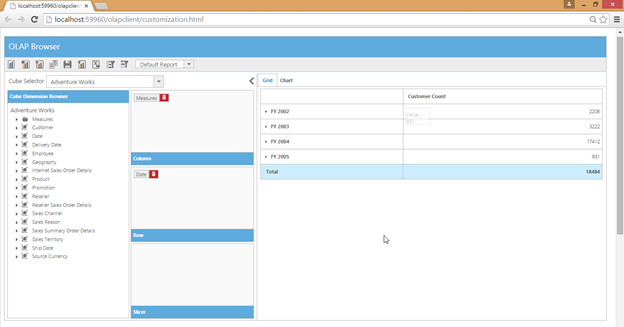 localhost:59960/olapclient
localhost:59960/olapclient/customization.html
OLAP Browser
Default Report
Cube Selector Adventure Works
Grid Chart
Cube Dimension Browser
Adventure Works
Measures
Customer
Date
Delivery Date
Employee
Geography
Internet Sales Order Details
Product
Promotion
Reseller
Reseller Sales Order Details
Sales Channel
Sales Reason
Sales Summary Order Details
Sales Territory
Ship Date
Source Currency
Measures
Column
Date
Row
Slicer
Customer Count
FY 2002 2206
Value :
931
FY 2003 3222
FY 2004 17412
FY 2005 931
Total 18484